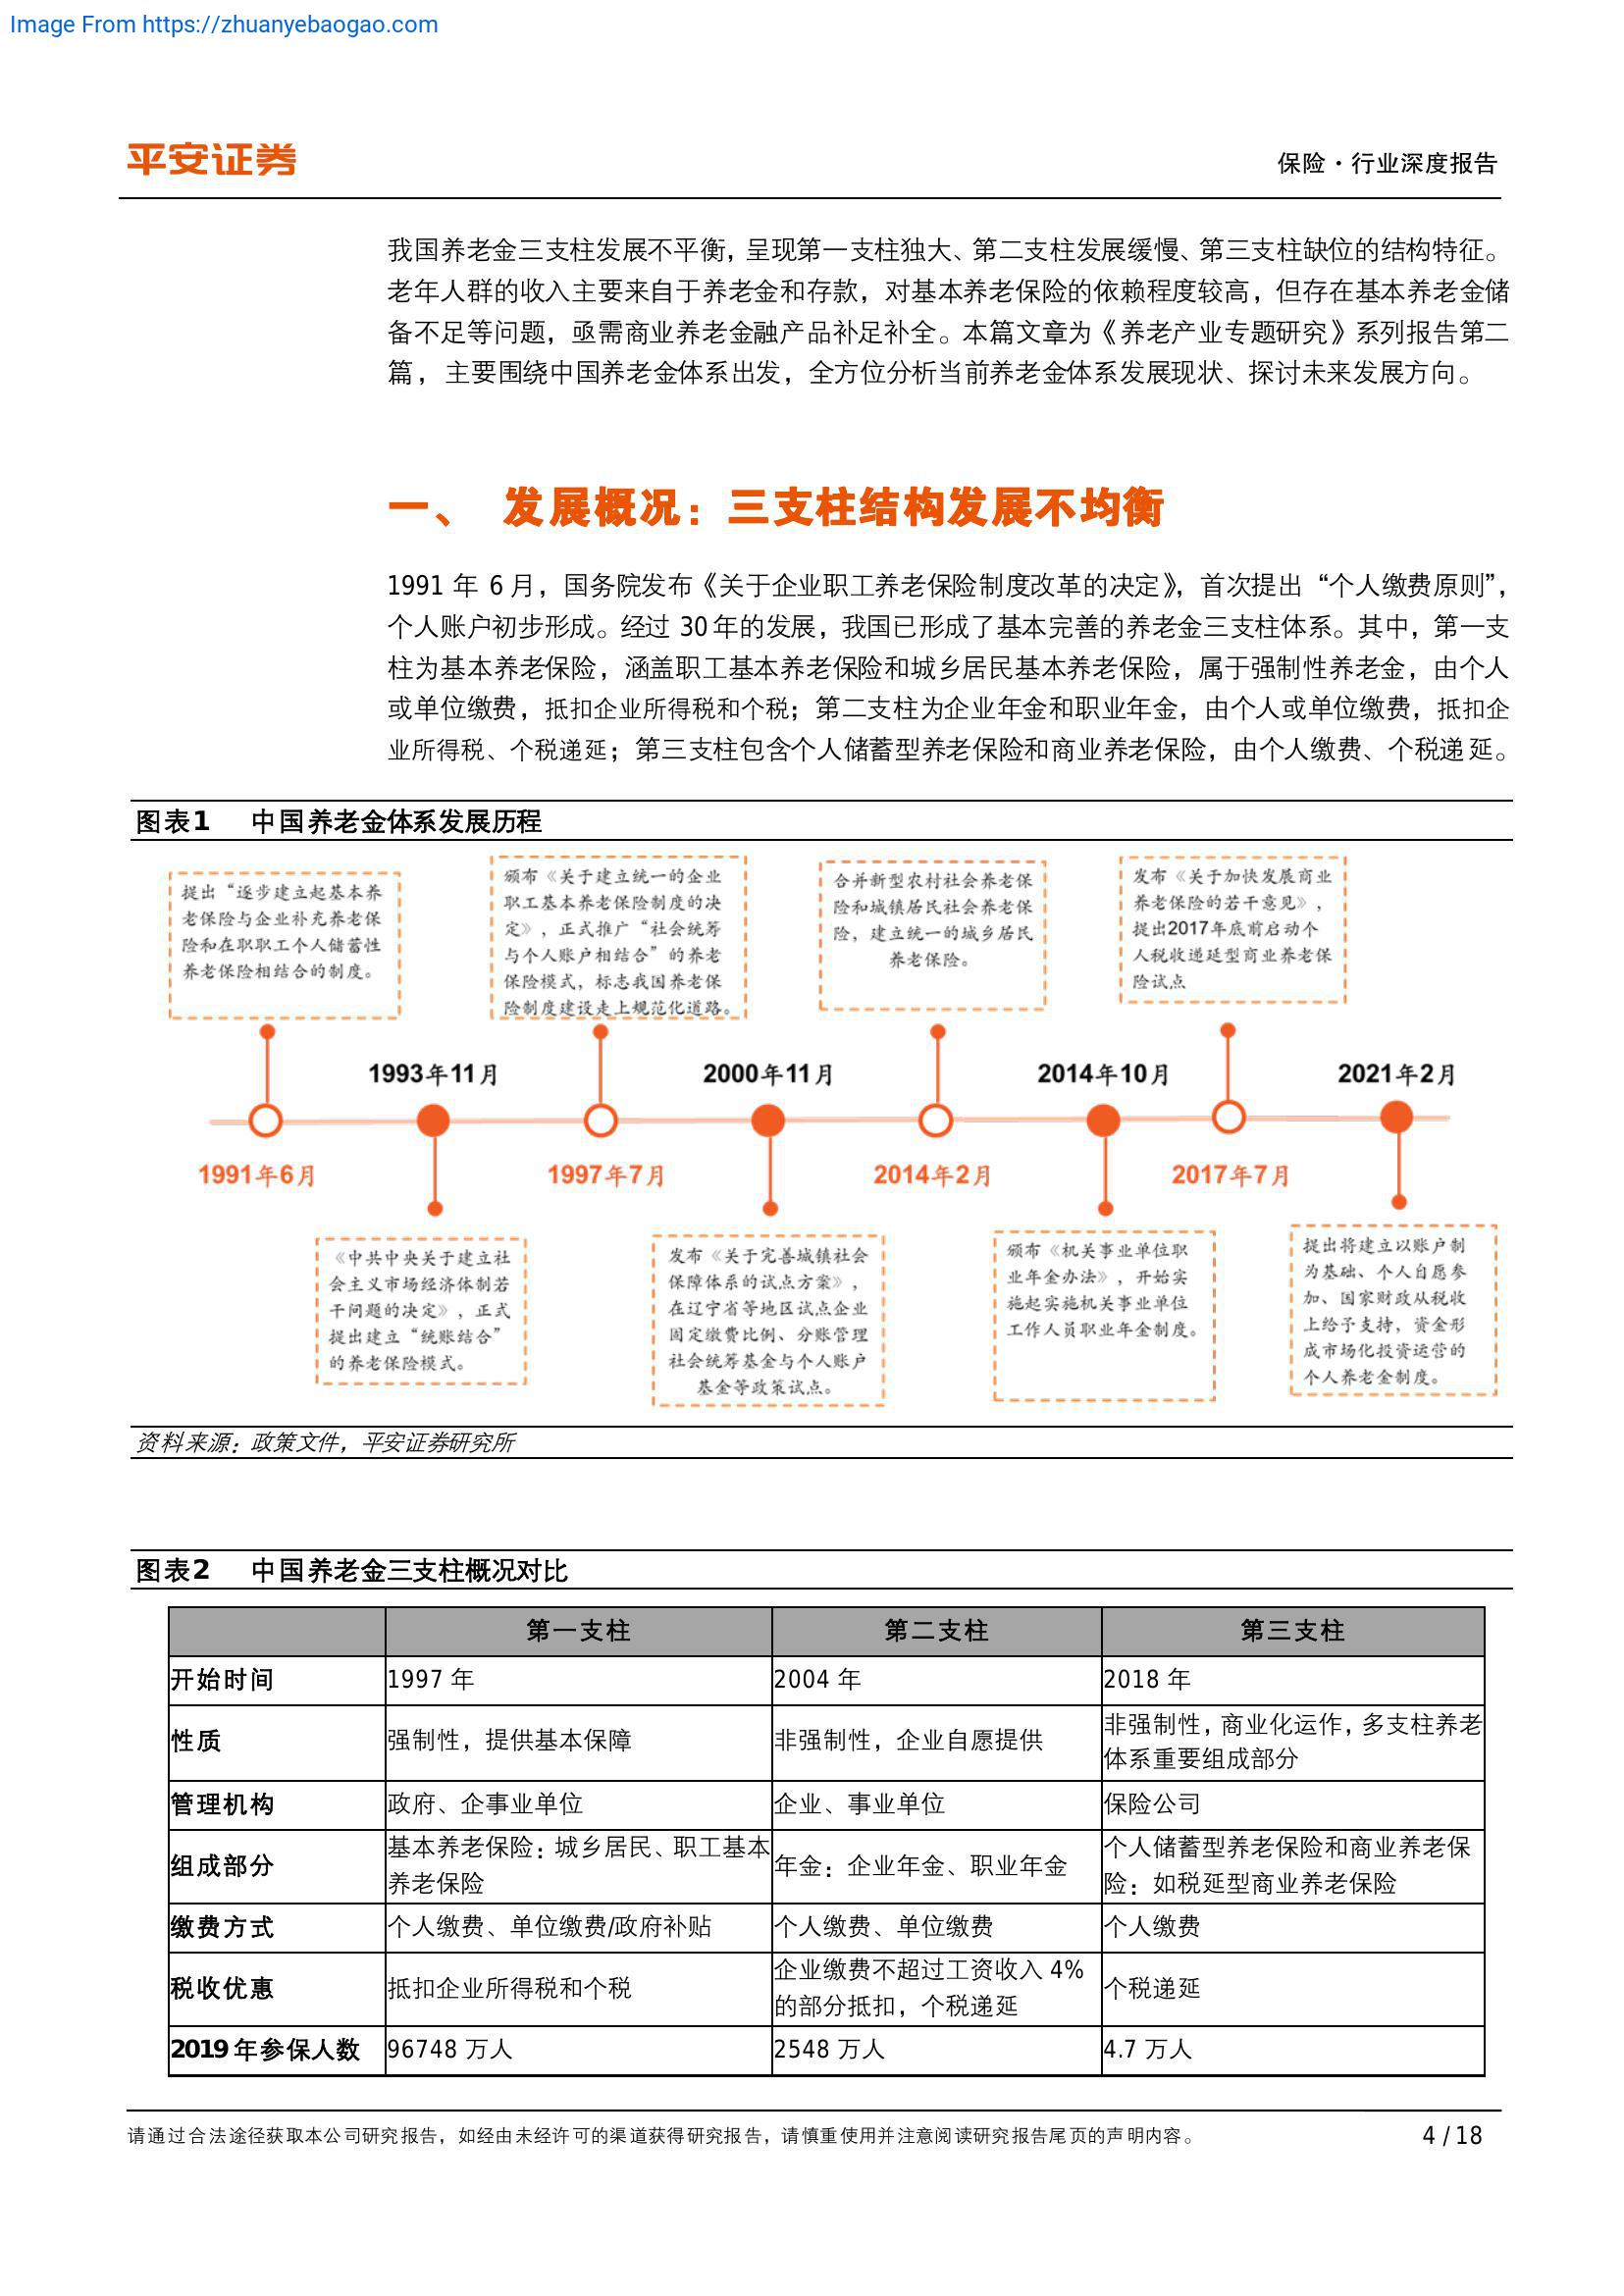 Image From https://zhuanyebaogao.com
平安证券
保险·行业深度报告
我国养老金三支柱发展不平衡，呈现第一支柱独大、第二支柱发展缓慢、第三支柱缺位的结构特征。
老年人群的收入主要来自于养老金和存款，对基本养老保险的依赖程度较高，但存在基本养老金储
备不足等问题，亟需商业养老金融产品补足补全。本篇文章为《养老产业专题研究》系列报告第二
篇，主要围绕中国养老金体系出发，全方位分析当前养老金体系发展现状、探讨未来发展方向。
一、 发展概况：三支柱结构发展不均衡
1991 年 6 月，国务院发布《关于企业职工养老保险制度改革的决定》，首次提出“个人缴费原则”，
个人账户初步形成。经过 30 年的发展，我国已形成了基本完善的养老金三支柱体系。其中，第一支
柱为基本养老保险，涵盖职工基本养老保险和城乡居民基本养老保险，属于强制性养老金，由个人
或单位缴费，抵扣企业所得税和个税；第二支柱为企业年金和职业年金，由个人或单位缴费，抵扣企
业所得税、个税递延；第三支柱包含个人储蓄型养老保险和商业养老保险，由个人缴费、个税递延。
图表1 中国养老金体系发展历程
提出“逐步建立起基本养
老保险与企业补充养老保
险和在职职工个人储蓄性
养老保险相结合的制度。
颁布《关于建立统一的企业
职工基本养老保险制度的决
定》，正式推广“社会统筹
与个人账户相结合”的养老
保险模式，标志我国养老保
险制度建设走上规范化道路。
合并新型农村社会养老保
险和城镇居民社会养老保
险，建立统一的城乡居民
养老保险。
发布《关于加快发展商业
养老保险的若干意见》，
提出2017年底前启动个
人税收递延型商业养老保
险试点
1993年11月
2000年11月
2014年10月
2021年2月
1991年6月
1997年7月
2014年2月
2017年7月
《中共中央关于建立社
会主义市场经济体制若
干问题的决定》，正式
提出建立“统账结合”
的养老保险模式。
发布《关于完善城镇社会
保障体系的试点方案》，
在辽宁省等地区试点企业
固定缴费比例、分账管理
社会统筹基金与个人账户
基金等政策试点。
颁布《机关事业单位职
业年金办法》，开始实
施起实施机关事业单位
工作人员职业年金制度。
提出将建立以账户制
为基础、个人自愿参
加、国家财政从税收
上给予支持，资金形
成市场化投资运营的
个人养老金制度。
资料来源：政策文件，平安证券研究所
图表2 中国养老金三支柱概况对比
第一支柱 第二支柱 第三支柱
开始时间 1997 年 2004 年 2018 年
性质 强制性，提供基本保障 非强制性，企业自愿提供 非强制性，商业化运作，多支柱养老
体系重要组成部分
管理机构 政府、企事业单位 企业、事业单位 保险公司
组成部分 基本养老保险：城乡居民、职工基本
养老保险 年金：企业年金、职业年金 个人储蓄型养老保险和商业养老保
险：如税延型商业养老保险
缴费方式 个人缴费、单位缴费/政府补贴 个人缴费、单位缴费 个人缴费
税收优惠 抵扣企业所得税和个税 企业缴费不超过工资收入 4%
的部分抵扣，个税递延 个税递延
2019 年参保人数 96748 万人 2548 万人 4.7 万人
请通过合法途径获取本公司研究报告，如经由未经许可的渠道获得研究报告，请慎重使用并注意阅读研究报告尾页的声明内容。
4 / 18